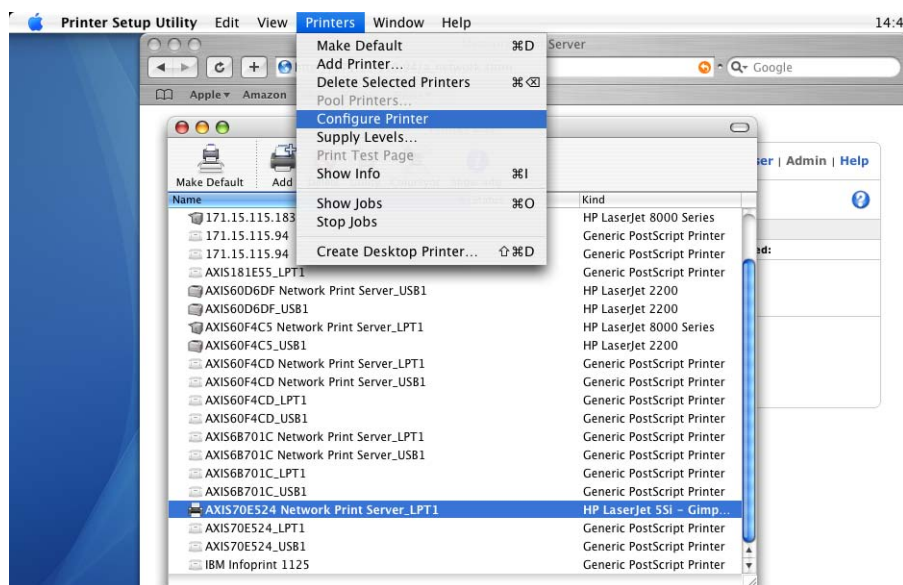 Printer Setup Utility Edit View Printers Window Help 14:4
Make Default ⌘D
Add Printer...
Delete Selected Printers ⌘⌫
Pool Printers...
Configure Printer
Supply Levels...
Print Test Page
Show Info ⌘I
Show Jobs ⌘O
Stop Jobs
Create Desktop Printer... ⇧⌘D
Server
Google
Apple Amazon
Make Default Add
ser | Admin | Help
Name Kind
171.15.115.183 HP LaserJet 8000 Series
171.15.115.94 Generic PostScript Printer
171.15.115.94 Generic PostScript Printer
ed:
AXIS181E55_LPT1 Generic PostScript Printer
AXIS60D6DF Network Print Server_USB1 HP LaserJet 2200
AXIS60D6DF_USB1 HP LaserJet 2200
AXIS60F4C5 Network Print Server_LPT1 HP LaserJet 8000 Series
AXIS60F4C5_USB1 HP LaserJet 2200
AXIS60F4CD Network Print Server_LPT1 Generic PostScript Printer
AXIS60F4CD Network Print Server_USB1 Generic PostScript Printer
AXIS60F4CD_LPT1 Generic PostScript Printer
AXIS60F4CD_USB1 Generic PostScript Printer
AXIS6B701C Network Print Server_LPT1 Generic PostScript Printer
AXIS6B701C Network Print Server_USB1 Generic PostScript Printer
AXIS6B701C_LPT1 Generic PostScript Printer
AXIS6B701C_USB1 Generic PostScript Printer
AXIS70E524 Network Print Server_LPT1 HP LaserJet 5Si – Gimp...
AXIS70E524_LPT1 Generic PostScript Printer
AXIS70E524_USB1 Generic PostScript Printer
IBM Infoprint 1125 Generic PostScript Printer